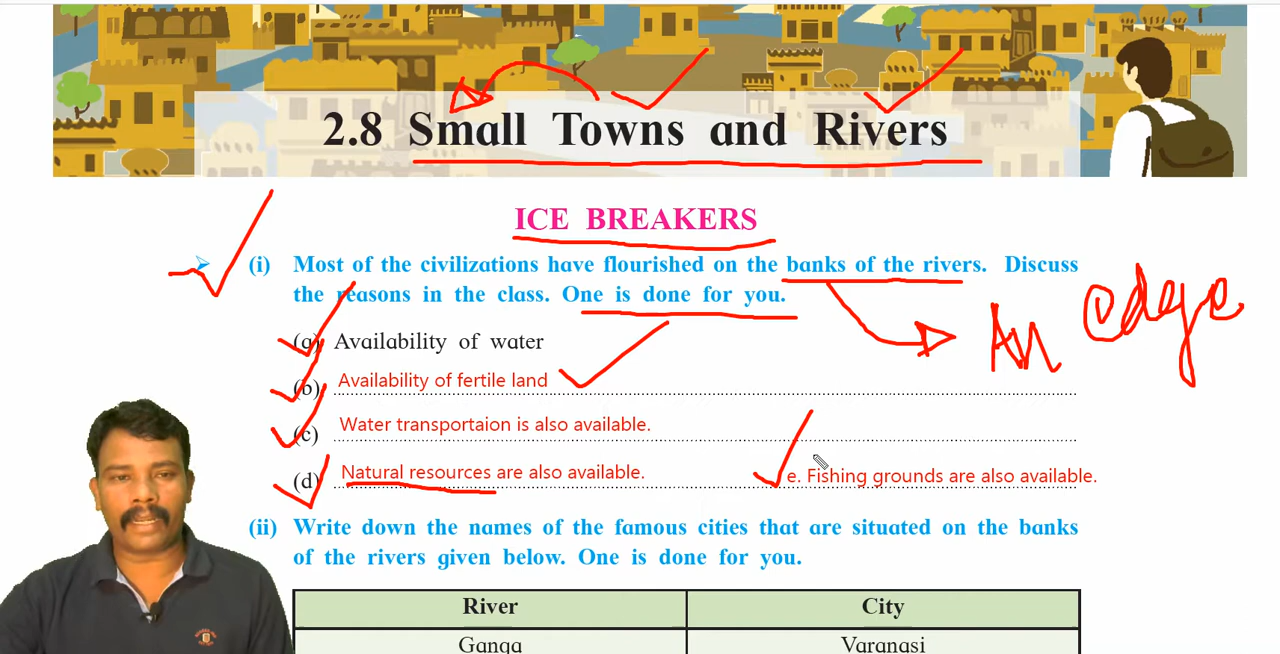 2.8 Small Towns and Rivers
ICE BREAKERS
(i) Most of the civilizations have flourished on the banks of the rivers. Discuss
the reasons in the class. One is done for you.
An edge
(a) Availability of water
(b) Availability of fertile land
(c) Water transportaion is also available.
(d) Natural resources are also available. e. Fishing grounds are also available.
(ii) Write down the names of the famous cities that are situated on the banks
of the rivers given below. One is done for you.
River City
Ganga Varanasi